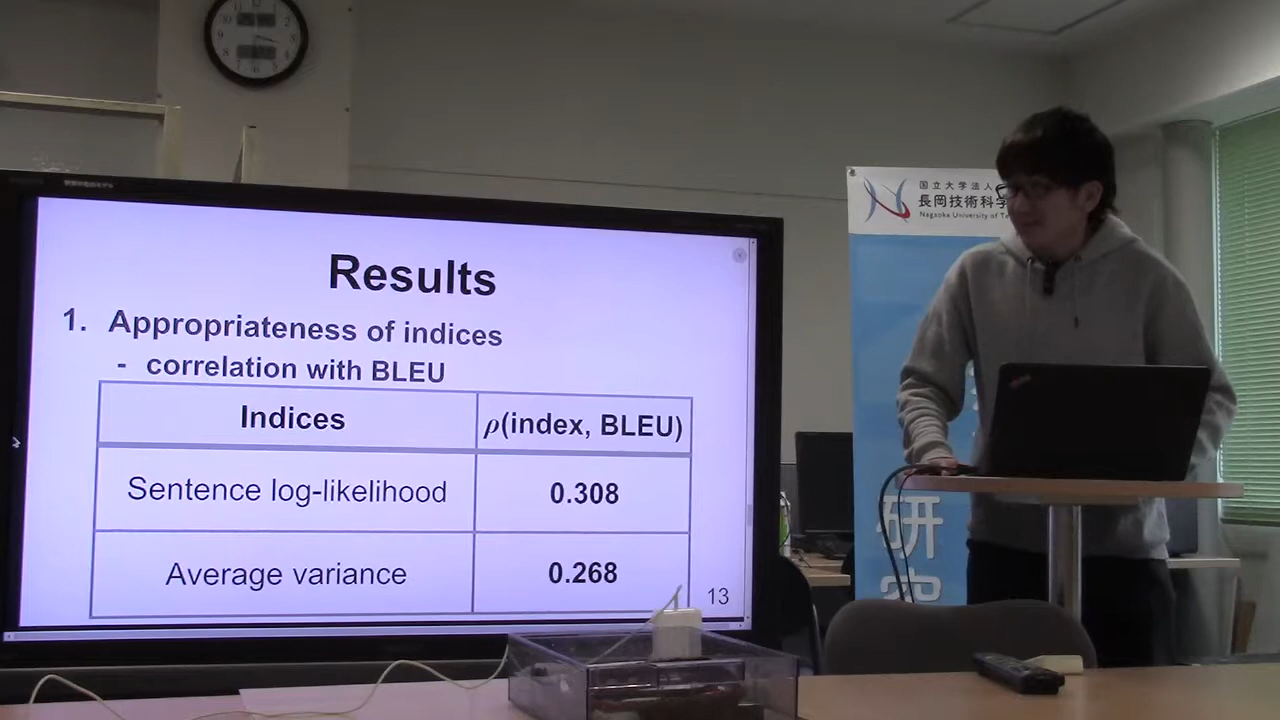 Results
1. Appropriateness of indices
- correlation with BLEU
Indices
ρ(index, BLEU)
Sentence log-likelihood
0.308
Average variance
0.268
13
国立大学法人
長岡技術科学
Nagaoka University of Te
研
究